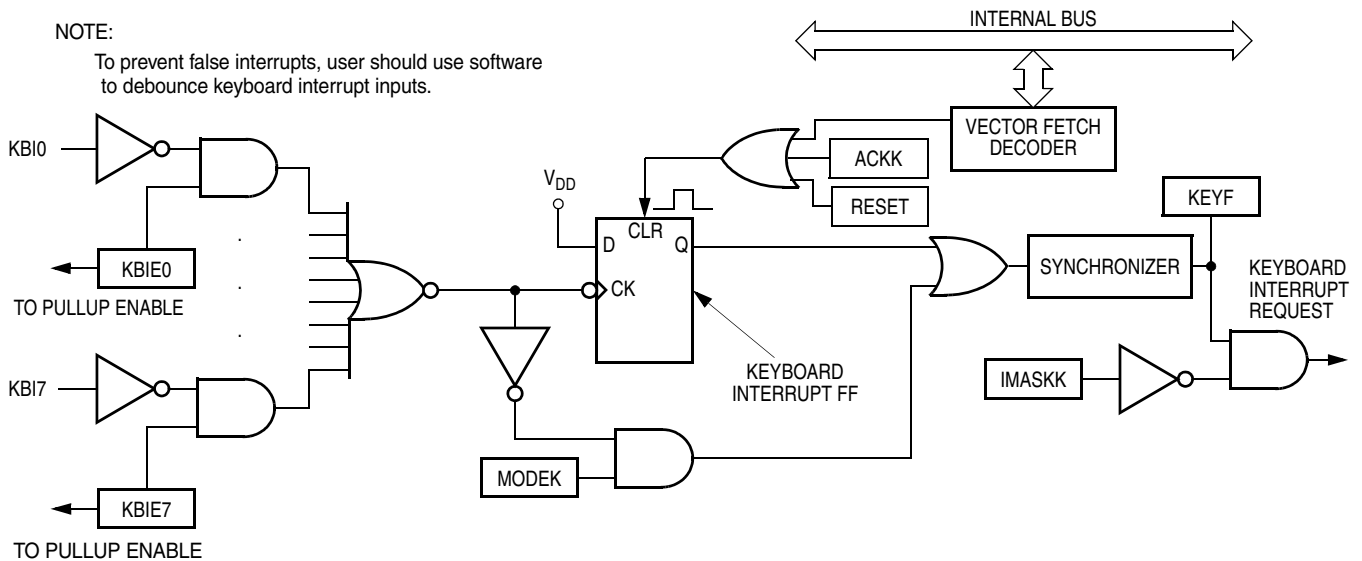 NOTE:
To prevent false interrupts, user should use software
to debounce keyboard interrupt inputs.
INTERNAL BUS
VECTOR FETCH
DECODER
KBI0
ACKK
RESET
VDD
KEYF
D
CLR
Q
CK
KBIE0
TO PULLUP ENABLE
SYNCHRONIZER
KEYBOARD
INTERRUPT
REQUEST
KBI7
KEYBOARD
INTERRUPT FF
IMASKK
MODEK
KBIE7
TO PULLUP ENABLE